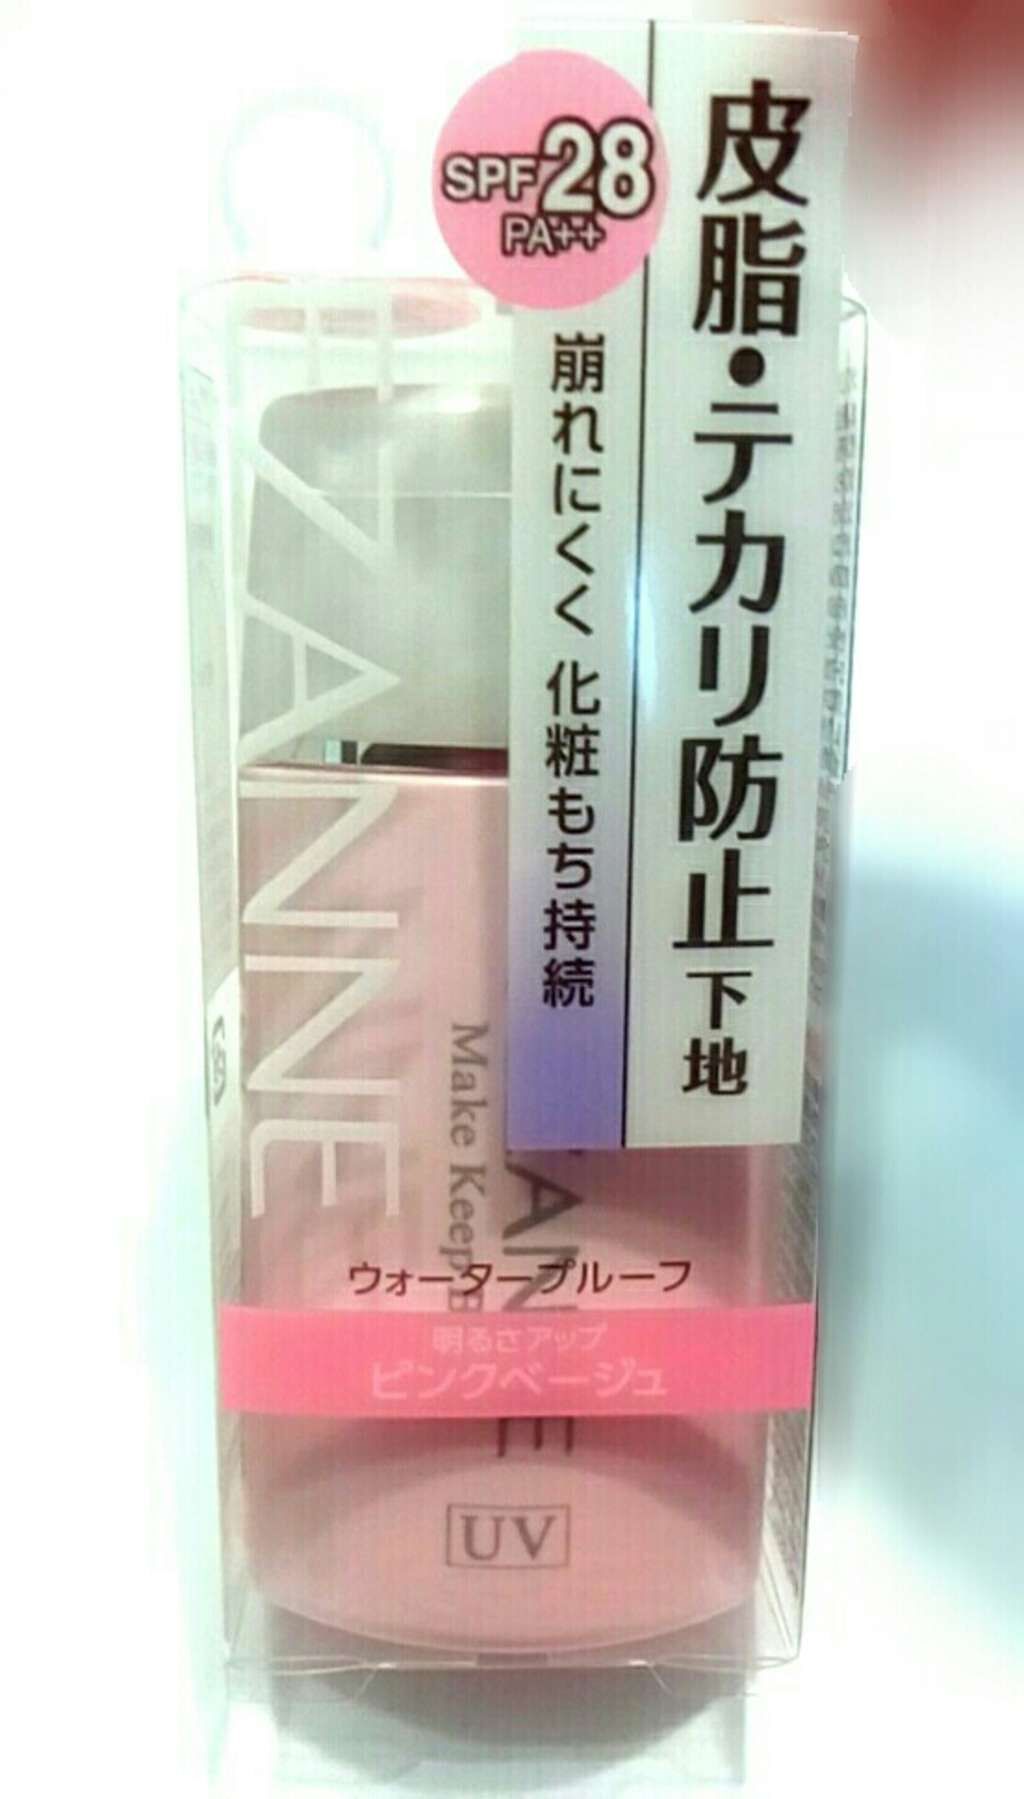 SPF28
PA++
皮脂・テカリ防止下地
崩れにくく 化粧もち持続
CEZANNE
Make Keep B
ZANNE
ウォータープルーフ
明るさアップ
ピンクベージュ
UV